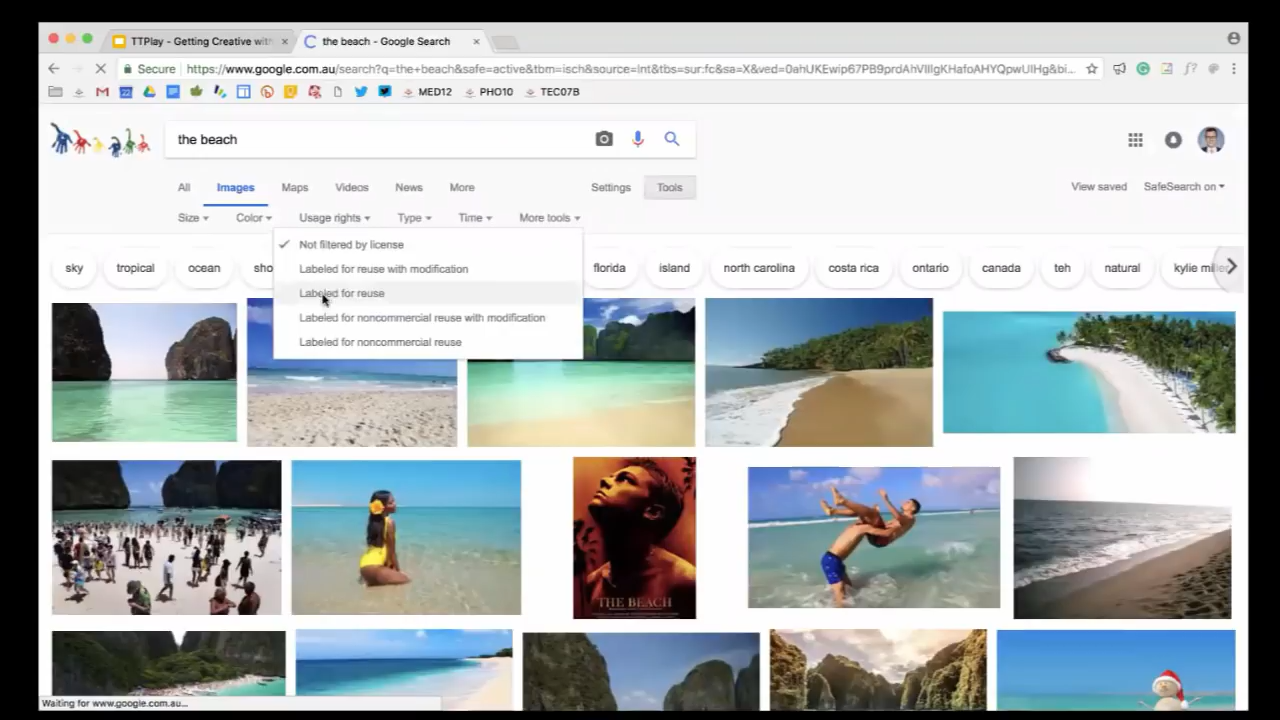 TTPlay - Getting Creative with
the beach - Google Search
Secure https://www.google.com.au/search?q=the+beach&safe=active&tbm=isch&source=lnt&tbs=sur:fc&sa=X&
MED12 PHO10 TEC07B
the beach
All Images Maps Videos News More Settings Tools View saved SafeSearch on
Size Color Usage rights Type Time More tools
Not filtered by license
Labeled for reuse with modification
Labeled for reuse
Labeled for noncommercial reuse with modification
Labeled for noncommercial reuse
sky tropical ocean sho florida island north carolina costa rica ontario canada teh natural
THE BEACH
Waiting for www.google.com.au...